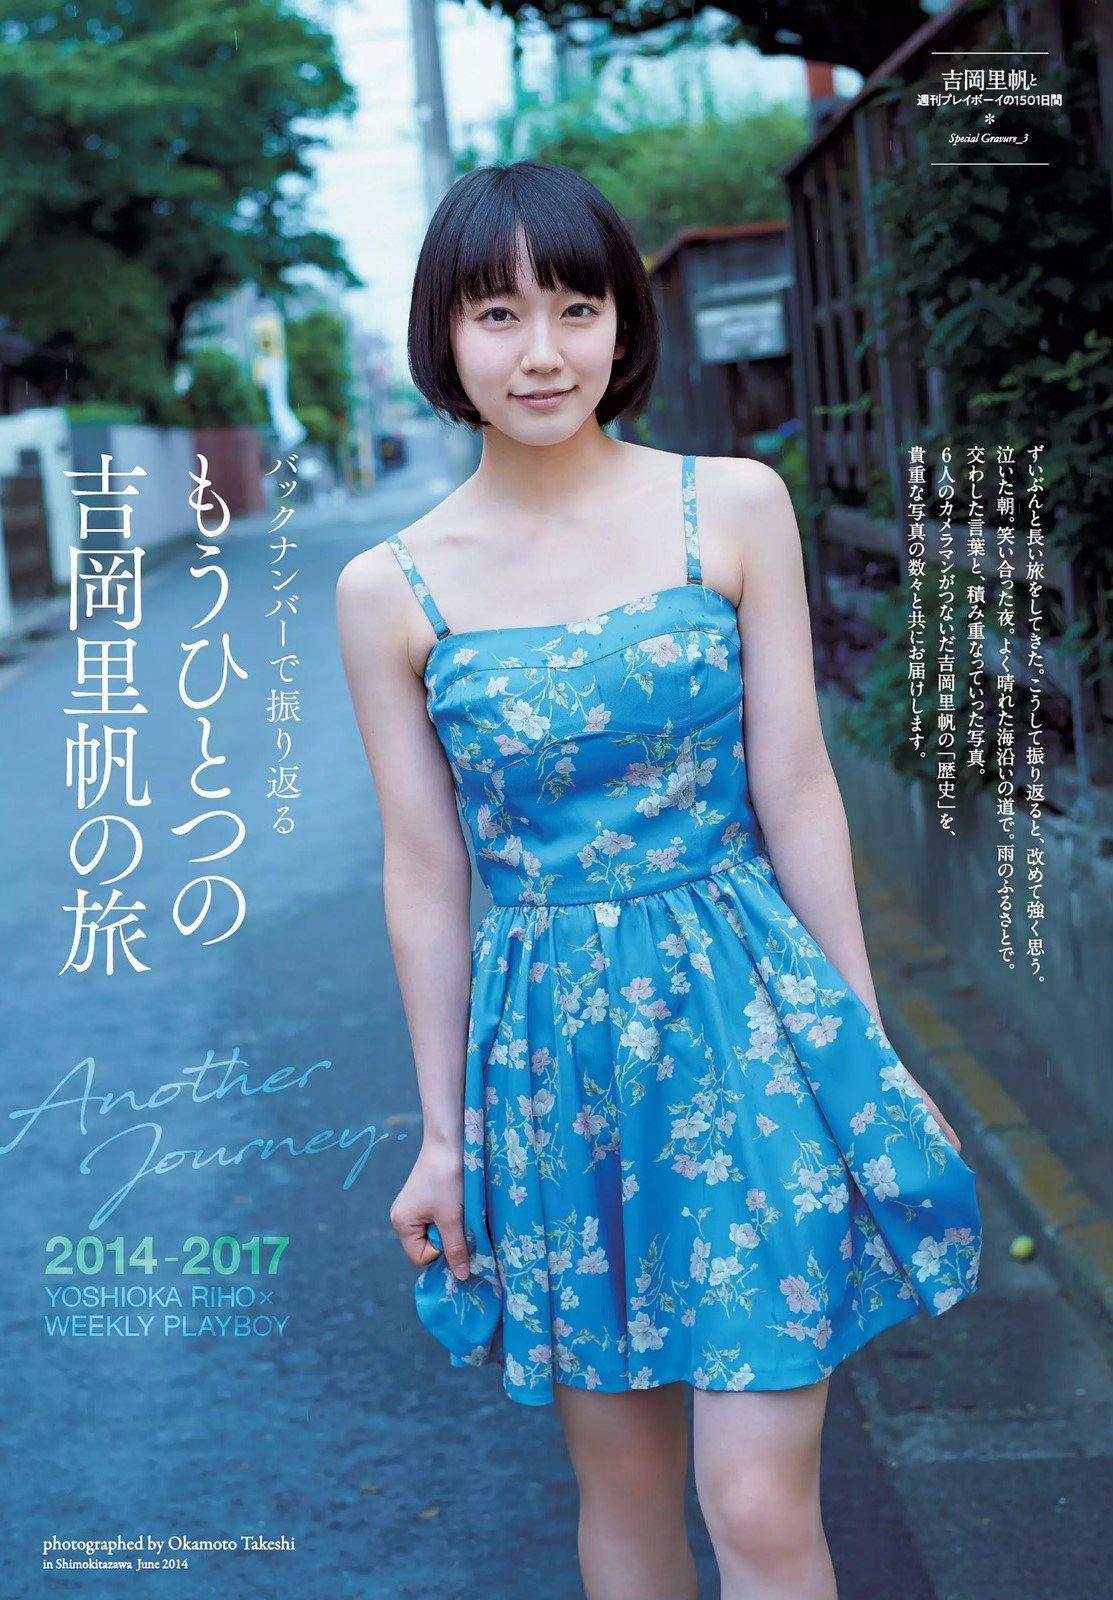 吉岡里帆と
週刊プレイボーイの1501日間
*
Special Gravure_3
ずいぶんと長い旅をしてきた。こうして振り返ると、改めて強く思う。
泣いた朝。笑い合った夜。よく晴れた海沿いの道で。雨のふるさとで。
交わした言葉と、積み重なっていった写真。
6人のカメラマンがつないだ吉岡里帆の「歴史」を、
貴重な写真の数々と共にお届けします。
バックナンバーで振り返る
もうひとつの
吉岡里帆の旅
Another
Journey.
2014-2017
YOSHIOKA RIHO×
WEEKLY PLAYBOY
photographed by Okamoto Takeshi
in Shimokitazawa June 2014